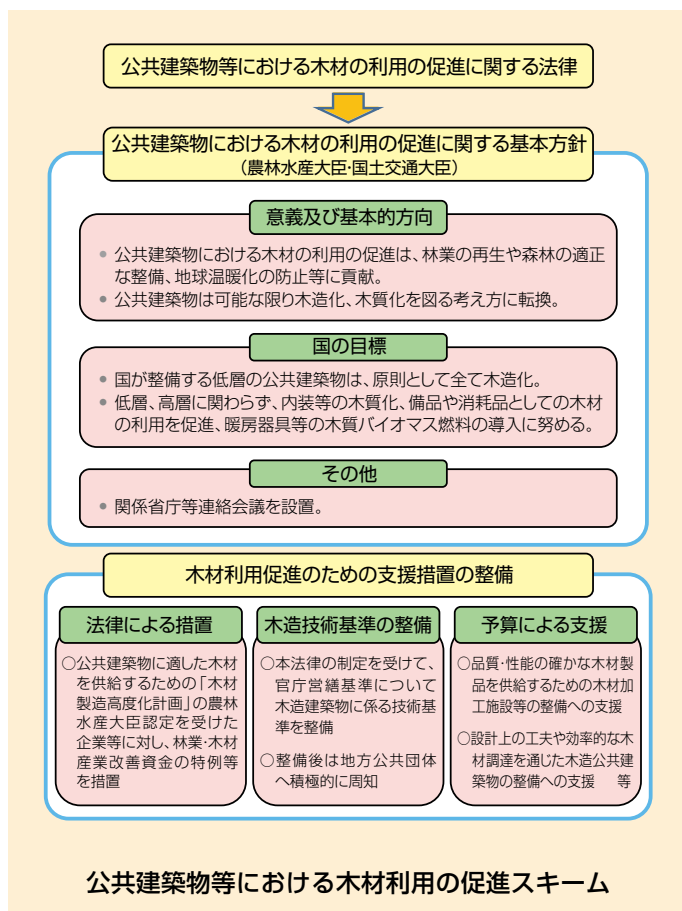 公共建築物等における木材の利用の促進に関する法律
公共建築物における木材の利用の促進に関する基本方針
（農林水産大臣・国土交通大臣）
意義及び基本的方向
● 公共建築物における木材の利用の促進は、林業の再生や森林の適正
な整備、地球温暖化の防止等に貢献。
● 公共建築物は可能な限り木造化、木質化を図る考え方に転換。
国の目標
● 国が整備する低層の公共建築物は、原則として全て木造化。
● 低層、高層に関わらず、内装等の木質化、備品や消耗品としての木材
の利用を促進、暖房器具等の木質バイオマス燃料の導入に努める。
その他
● 関係省庁等連絡会議を設置。
木材利用促進のための支援措置の整備
法律による措置
○公共建築物に適した木材
を供給するための「木材
製造高度化計画」の農林
水産大臣認定を受けた
企業等に対し、林業・木材
産業改善資金の特例等
を措置
木造技術基準の整備
○本法律の制定を受けて、
官庁営繕基準について
木造建築物に係る技術基
準を整備
○整備後は地方公共団体
へ積極的に周知
予算による支援
○品質・性能の確かな木材製
品を供給するための木材加
工施設等の整備への支援
○設計上の工夫や効率的な木
材調達を通じた木造公共建
築物の整備への支援　等
公共建築物等における木材利用の促進スキーム